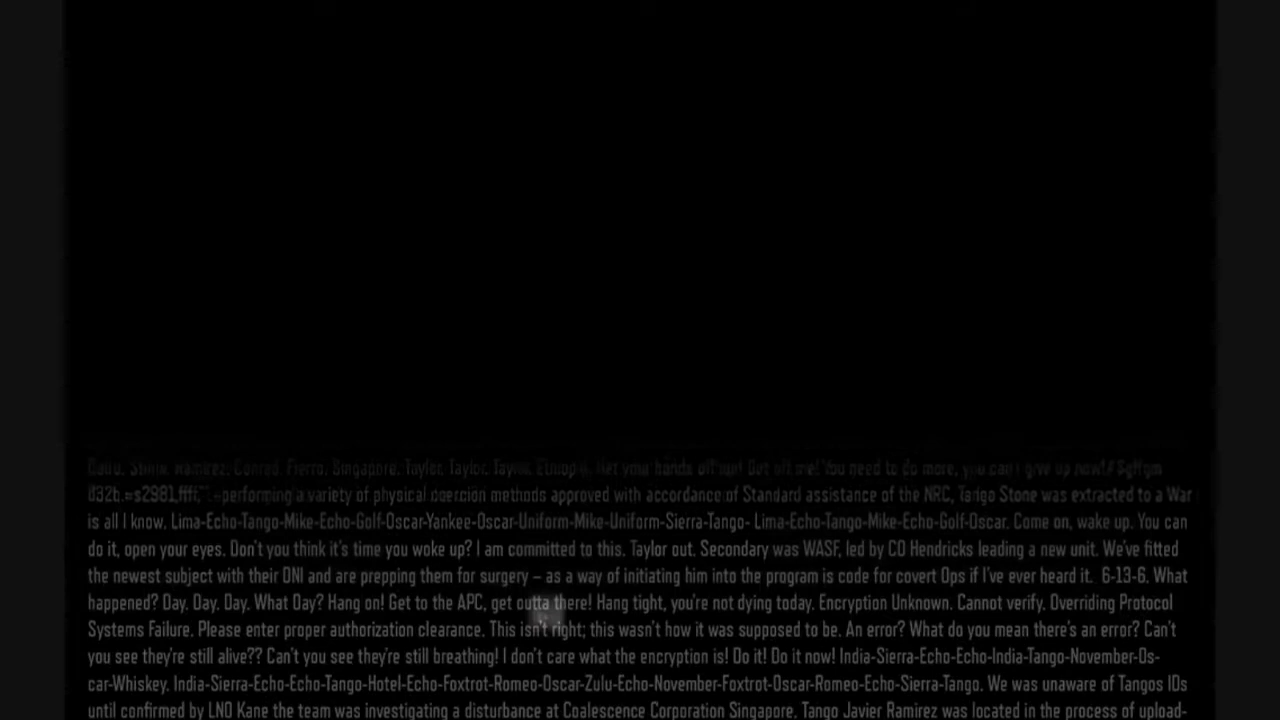 Ramirez, Conrad, Fierro, Singapore, Taylor, Taylor, Taylor, Get your hands off me! Get off me! You need to do more, you can't give up now!
d32b.=s2981,ffff, -performing a variety of physical coercion methods approved with accordance of Standard assistance of the NRC, Tango Stone was extracted to a War
is all I know. Lima-Echo-Tango-Mike-Echo-Golf-Oscar-Yankee-Oscar-Uniform-Mike-Uniform-Sierra-Tango- Lima-Echo-Tango-Mike-Echo-Golf-Oscar. Come on, wake up. You can
do it, open your eyes. Don't you think it's time you woke up? I am committed to this. Taylor out. Secondary was WASF, led by CO Hendricks leading a new unit. We've fitted
the newest subject with their DNI and are prepping them for surgery – as a way of initiating him into the program is code for covert Ops if I've ever heard it. 6-13-6. What
happened? Day. Day. Day. What Day? Hang on! Get to the APC, get outta there! Hang tight, you're not dying today. Encryption Unknown. Cannot verify. Overriding Protocol
Systems Failure. Please enter proper authorization clearance. This isn't right; this wasn't how it was supposed to be. An error? What do you mean there's an error? Can't
you see they're still alive?? Can't you see they're still breathing! I don't care what the encryption is! Do it! Do it now! India-Sierra-Echo-Echo-India-Tango-November-Os-
car-Whiskey. India-Sierra-Echo-Echo-Tango-Hotel-Echo-Foxtrot-Romeo-Oscar-Zulu-Echo-November-Foxtrot-Oscar-Romeo-Echo-Sierra-Tango. We was unaware of Tangos IDs
until confirmed by LNO Kane the team was investigating a disturbance at Coalescence Corporation Singapore. Tango Javier Ramirez was located in the process of upload-